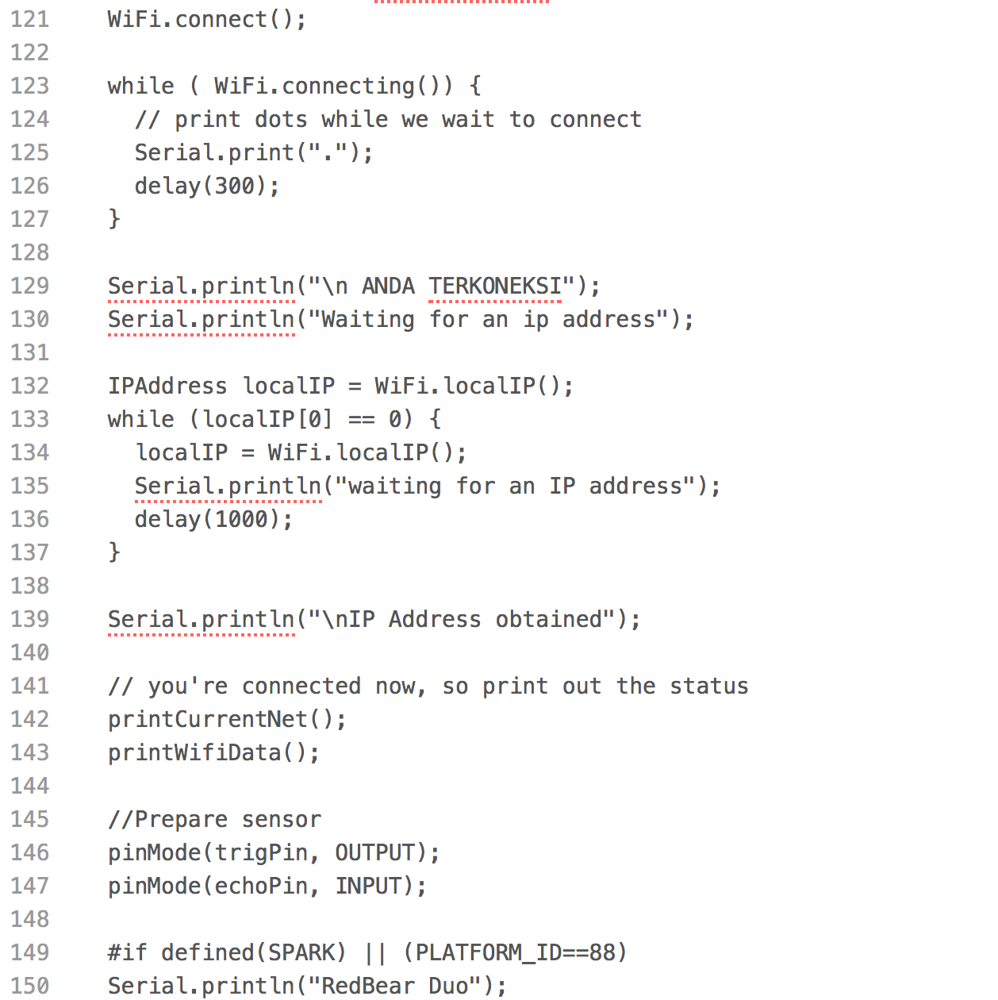 121 WiFi.connect();
122
123 while ( WiFi.connecting()) {
124 // print dots while we wait to connect
125 Serial.print(".");
126 delay(300);
127 }
128
129 Serial.println("\n ANDA TERKONEKSI");
130 Serial.println("Waiting for an ip address");
131
132 IPAddress localIP = WiFi.localIP();
133 while (localIP[0] == 0) {
134 localIP = WiFi.localIP();
135 Serial.println("waiting for an IP address");
136 delay(1000);
137 }
138
139 Serial.println("\nIP Address obtained");
140
141 // you're connected now, so print out the status
142 printCurrentNet();
143 printWifiData();
144
145 //Prepare sensor
146 pinMode(trigPin, OUTPUT);
147 pinMode(echoPin, INPUT);
148
149 #if defined(SPARK) || (PLATFORM_ID==88)
150 Serial.println("RedBear Duo");